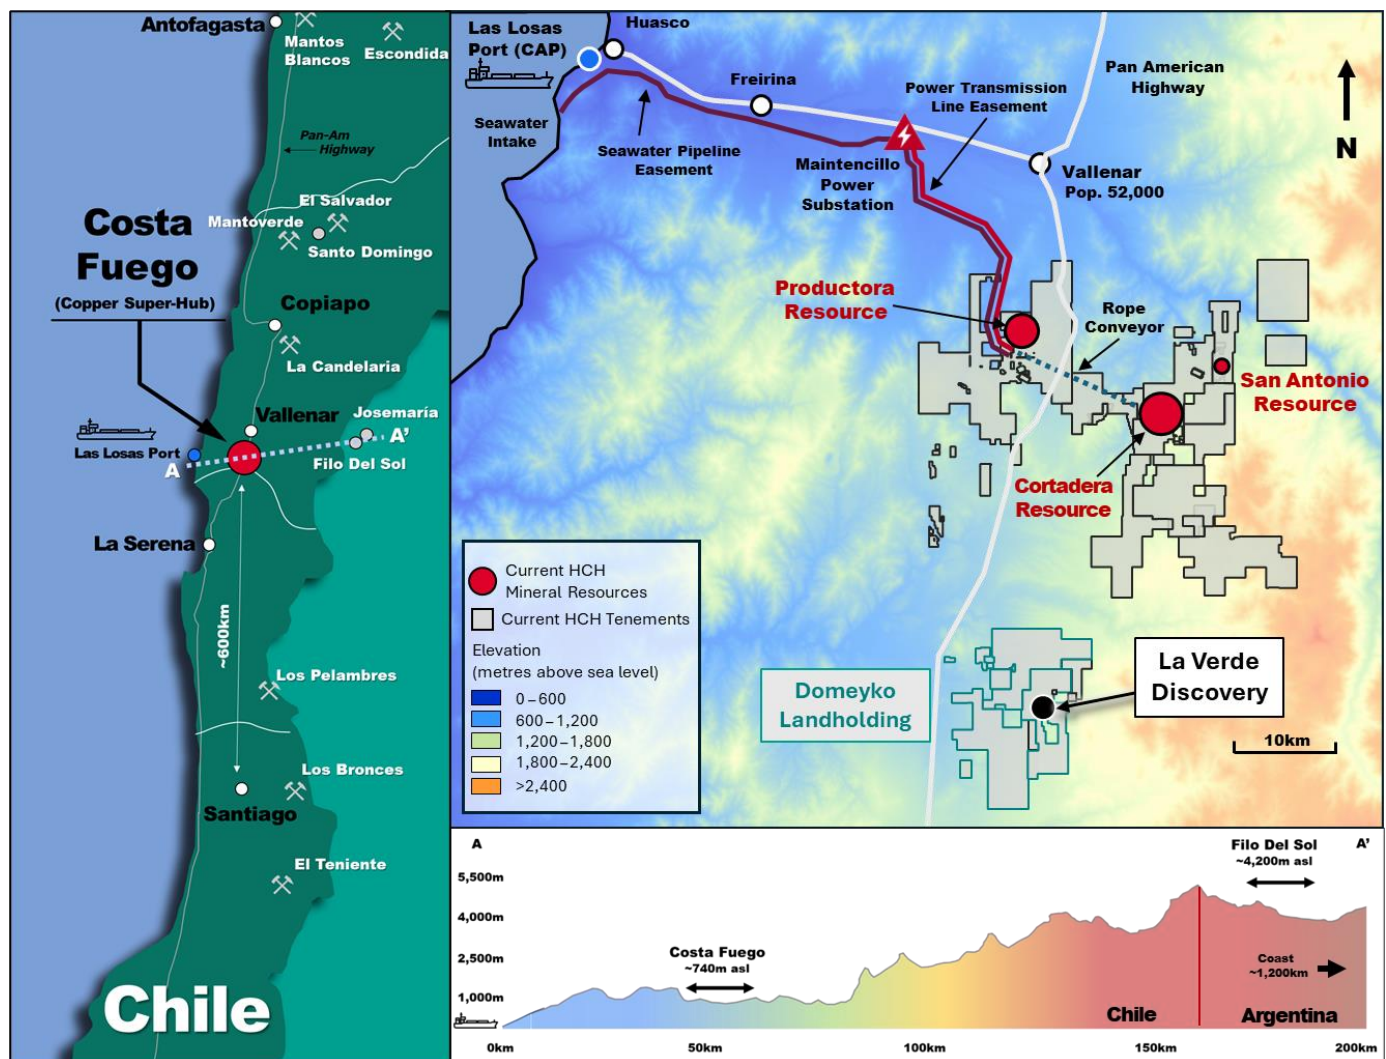 Antofagasta
Mantos
Blancos
Escondida
Pan-Am
Highway
El Salvador
Mantoverde
Santo Domingo
Costa
Fuego
(Copper Super-Hub)
Copiapo
La Candelaria
Vallenar
Josemaría
Las Losas Port
A
A'
Filo Del Sol
La Serena
~600km
Los Pelambres
Los Bronces
Santiago
El Teniente
Chile
Las Losas
Port (CAP)
Huasco
Freirina
Power Transmission
Line Easement
Pan American
Highway
N
Seawater
Intake
Seawater Pipeline
Easement
Maintencillo
Power
Substation
Vallenar
Pop. 52,000
Productora
Resource
Rope
Conveyor
San Antonio
Resource
Cortadera
Resource
Current HCH
Mineral Resources
Current HCH Tenements
Elevation
(metres above sea level)
0–600
600–1,200
1,200–1,800
1,800–2,400
>2,400
Domeyko
Landholding
La Verde
Discovery
10km
A
Filo Del Sol
~4,200m asl
A'
5,500m
4,000m
2,500m
1,000m
Costa Fuego
~740m asl
Coast
~1,200km
Chile
Argentina
0km
50km
100km
150km
200km